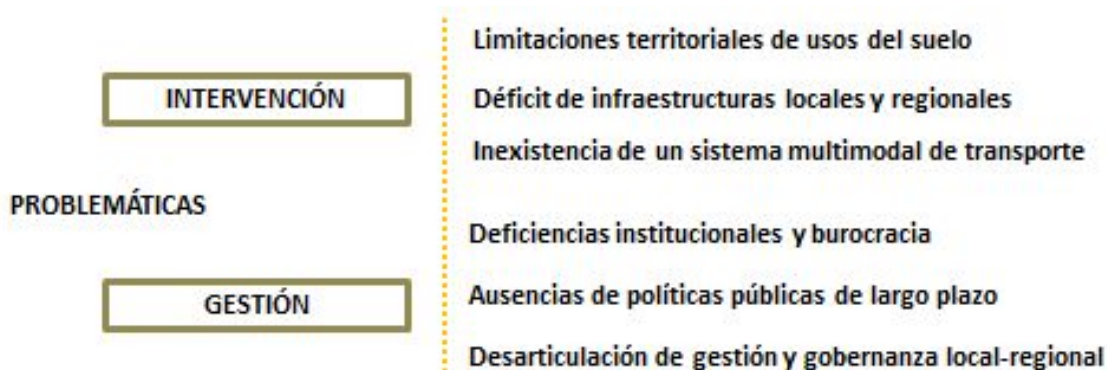 Limitaciones territoriales de usos del suelo
INTERVENCIÓN
Déficit de infraestructuras locales y regionales
Inexistencia de un sistema multimodal de transporte
PROBLEMÁTICAS
Deficiencias institucionales y burocracia
GESTIÓN
Ausencias de políticas públicas de largo plazo
Desarticulación de gestión y gobernanza local-regional